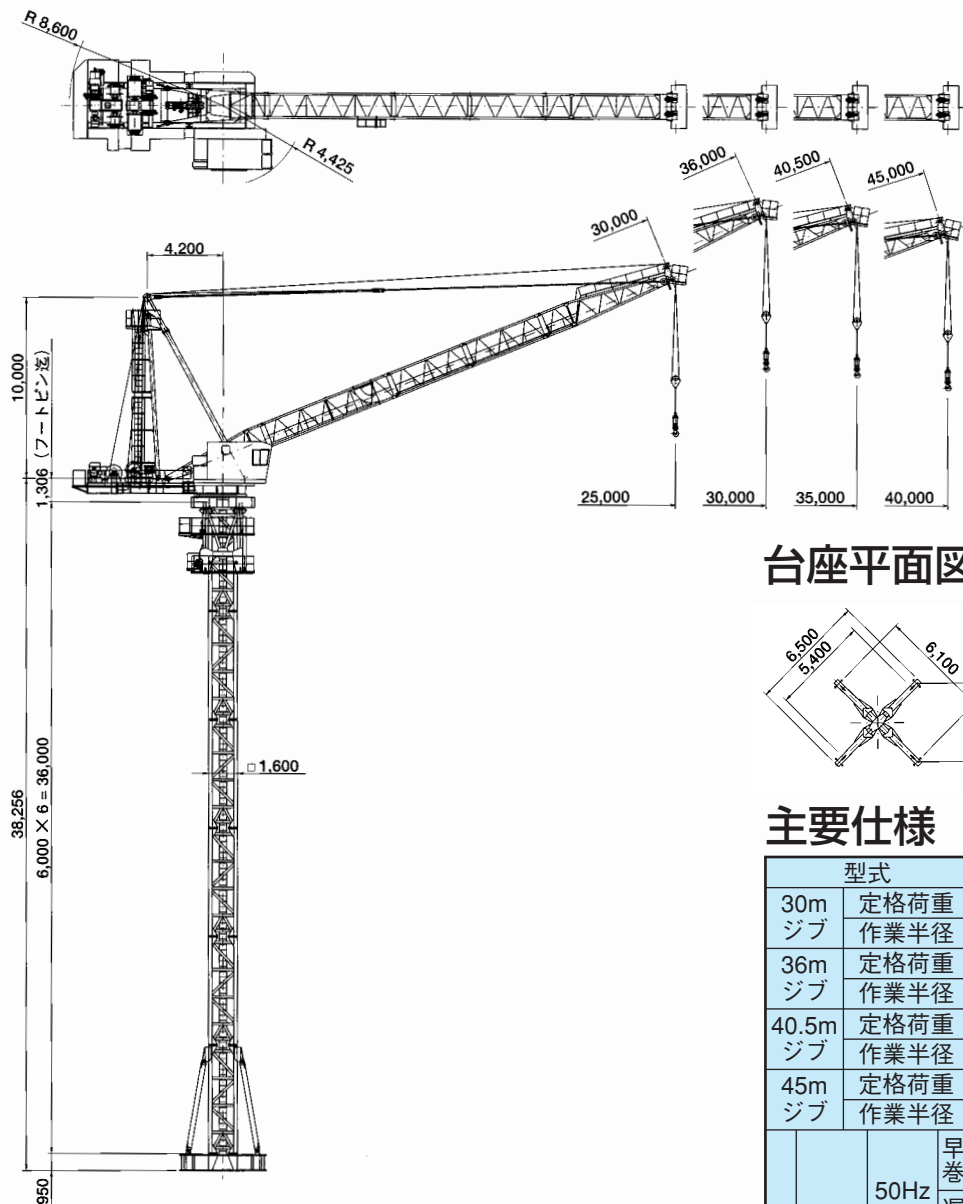 R 8,600
R 4,425
36,000
40,500
45,000
30,000
4,200
10,000
1,306 (フートピン迄)
25,000
30,000
35,000
40,000
台座平面図
6,500
5,400
6,100
□1,600
38,256
6,000 × 6 = 36,000
950
主要仕様
型式
30m ジブ
定格荷重
作業半径
36m ジブ
定格荷重
作業半径
40.5m ジブ
定格荷重
作業半径
45m ジブ
定格荷重
作業半径
50Hz
早巻